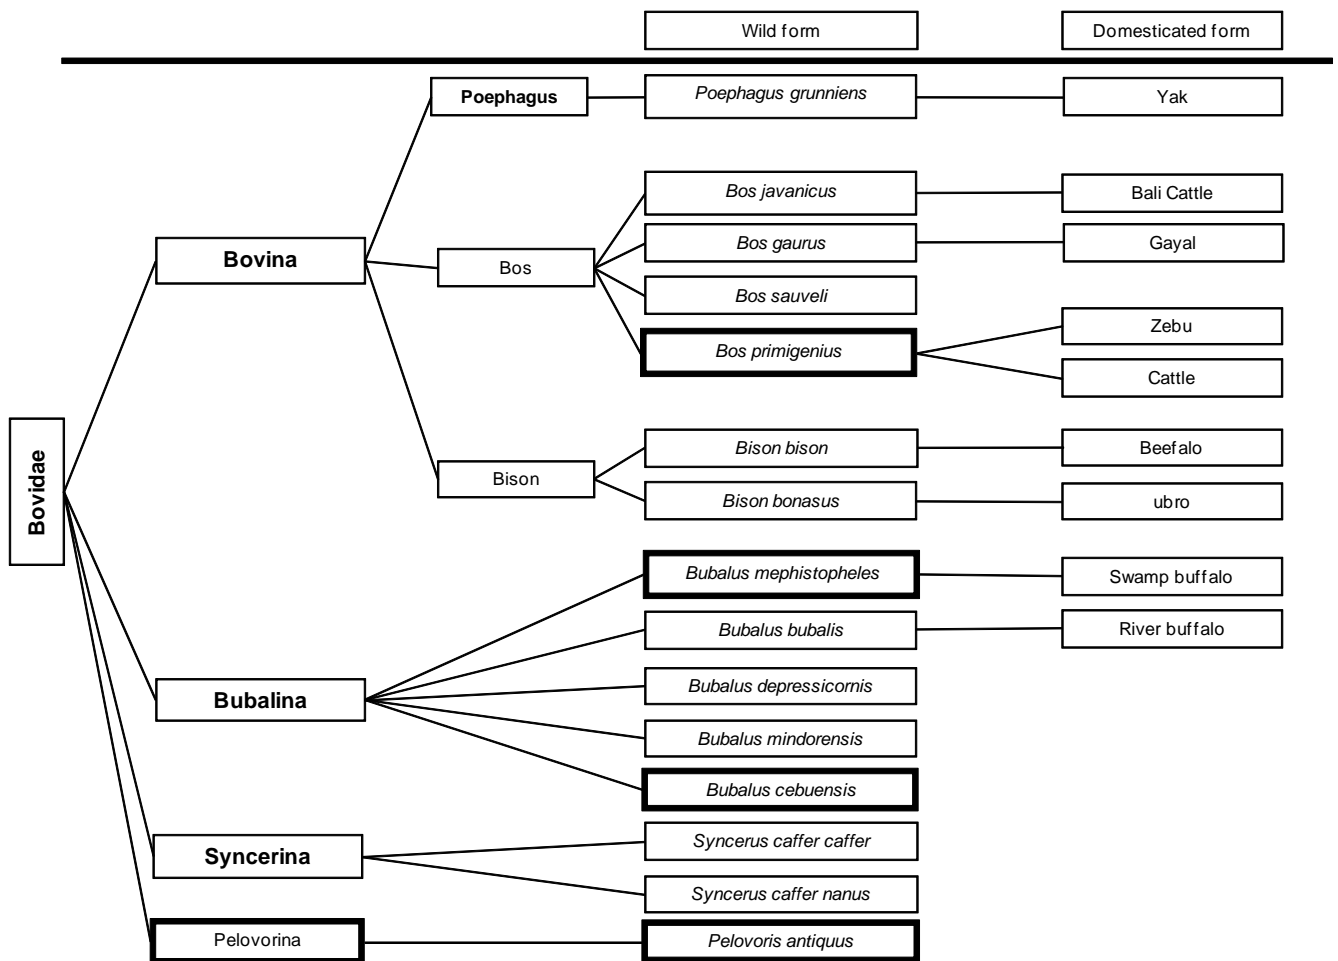 Wild form
Domesticated form
Poephagus
Poephagus grunniens
Yak
Bos javanicus
Bali Cattle
Bovina
Bos
Bos gaurus
Gayal
Bos sauveli
Bos primigenius
Zebu
Cattle
Bovidae
Bison
Bison bison
Beefalo
Bison bonasus
ubro
Bubalus mephistopheles
Swamp buffalo
Bubalus bubalis
River buffalo
Bubalina
Bubalus depressicornis
Bubalus mindorensis
Bubalus cebuensis
Syncerina
Syncerus caffer caffer
Syncerus caffer nanus
Pelovorina
Pelovoris antiquus